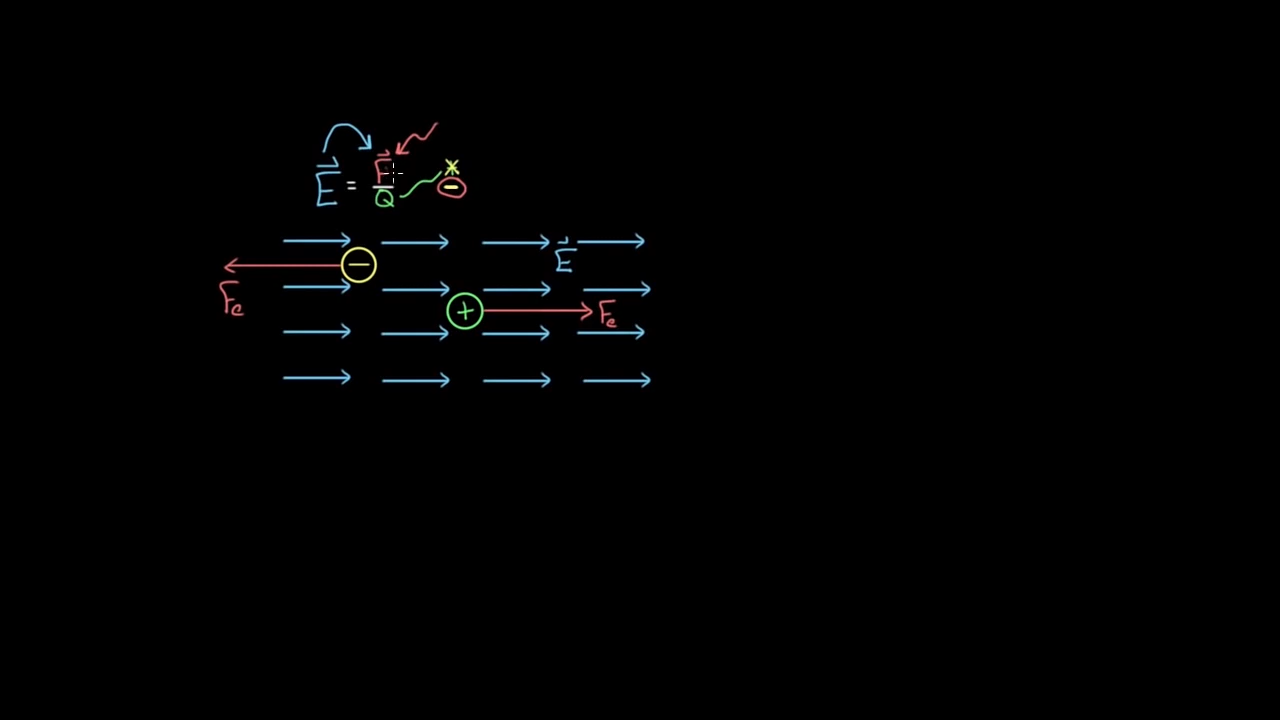 E⃗ = F⃗/Q
−
− E⃗
Fe + Fe